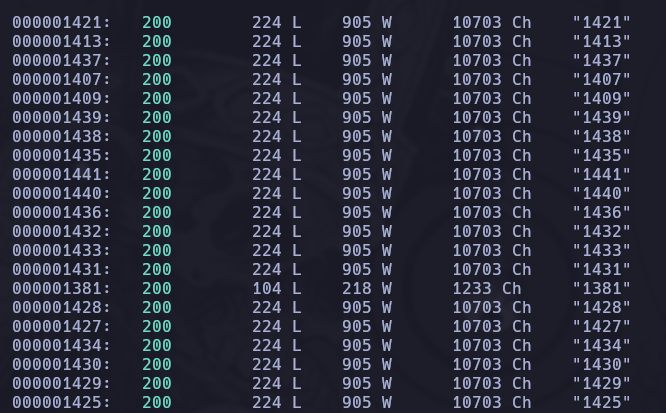 000001421: 200 224 L 905 W 10703 Ch "1421"
000001413: 200 224 L 905 W 10703 Ch "1413"
000001437: 200 224 L 905 W 10703 Ch "1437"
000001407: 200 224 L 905 W 10703 Ch "1407"
000001409: 200 224 L 905 W 10703 Ch "1409"
000001439: 200 224 L 905 W 10703 Ch "1439"
000001438: 200 224 L 905 W 10703 Ch "1438"
000001435: 200 224 L 905 W 10703 Ch "1435"
000001441: 200 224 L 905 W 10703 Ch "1441"
000001440: 200 224 L 905 W 10703 Ch "1440"
000001436: 200 224 L 905 W 10703 Ch "1436"
000001432: 200 224 L 905 W 10703 Ch "1432"
000001433: 200 224 L 905 W 10703 Ch "1433"
000001431: 200 224 L 905 W 10703 Ch "1431"
000001381: 200 104 L 218 W 1233 Ch "1381"
000001428: 200 224 L 905 W 10703 Ch "1428"
000001427: 200 224 L 905 W 10703 Ch "1427"
000001434: 200 224 L 905 W 10703 Ch "1434"
000001430: 200 224 L 905 W 10703 Ch "1430"
000001429: 200 224 L 905 W 10703 Ch "1429"
000001425: 200 224 L 905 W 10703 Ch "1425"